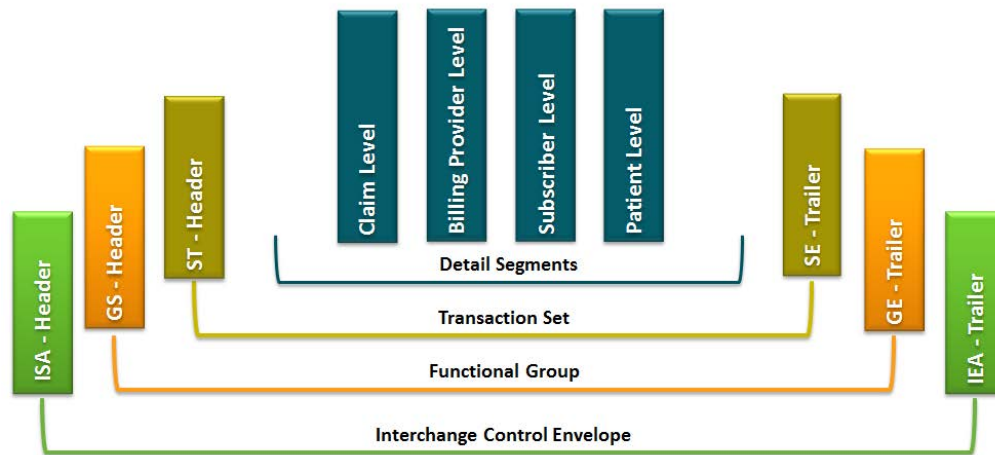 ISA - Header
GS - Header
ST - Header
Claim Level
Billing Provider Level
Subscriber Level
Patient Level
SE - Trailer
GE - Trailer
IEA - Trailer
Detail Segments
Transaction Set
Functional Group
Interchange Control Envelope